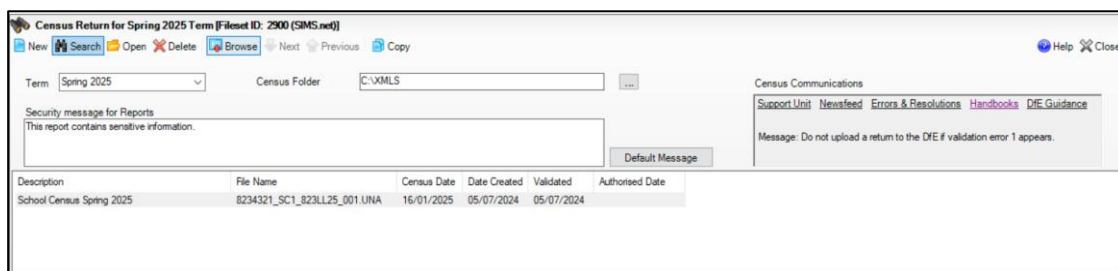 Census Return for Spring 2025 Term [Fileset ID: 2900 (SIMS.net)]
New Search Open Delete Browse Next Previous Copy Help Close
Term Spring 2025 Census Folder C:\XMLS ... Census Communications
Support Unit Newsfeed Errors & Resolutions Handbooks DfE Guidance
Security message for Reports
This report contains sensitive information.
Message: Do not upload a return to the DfE if validation error 1 appears.
Default Message
Description File Name Census Date Date Created Validated Authorised Date
School Census Spring 2025 8234321_SC1_823LL25_001.UNA 16/01/2025 05/07/2024 05/07/2024